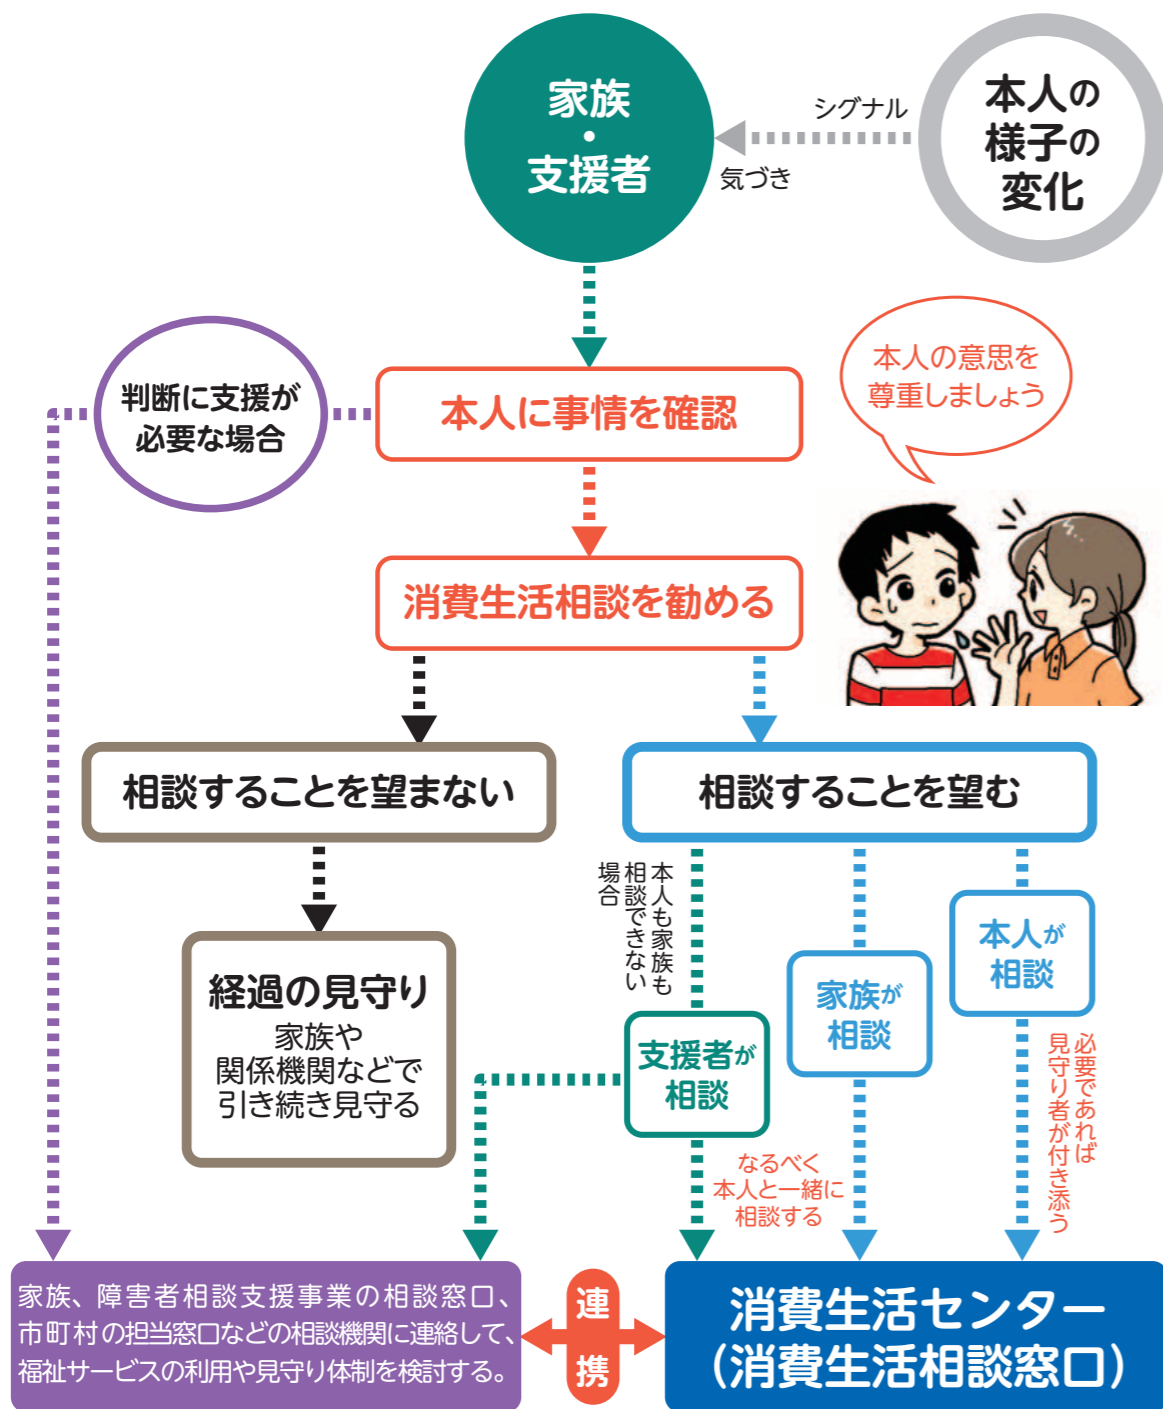 家族
・
支援者
シグナル
気づき
本人の
様子の
変化
判断に支援が
必要な場合
本人に事情を確認
本人の意思を
尊重しましょう
消費生活相談を勧める
相談することを望まない
相談することを望む
経過の見守り
家族や
関係機関などで
引き続き見守る
本人も家族も
相談できない
場合
支援者が
相談
家族が
相談
本人が
相談
なるべく
本人と一緒に
相談する
必要であれば
見守り者が付き添う
家族、障害者相談支援事業の相談窓口、
市町村の担当窓口などの相談機関に連絡して、
福祉サービスの利用や見守り体制を検討する。
連
携
消費生活センター
(消費生活相談窓口)